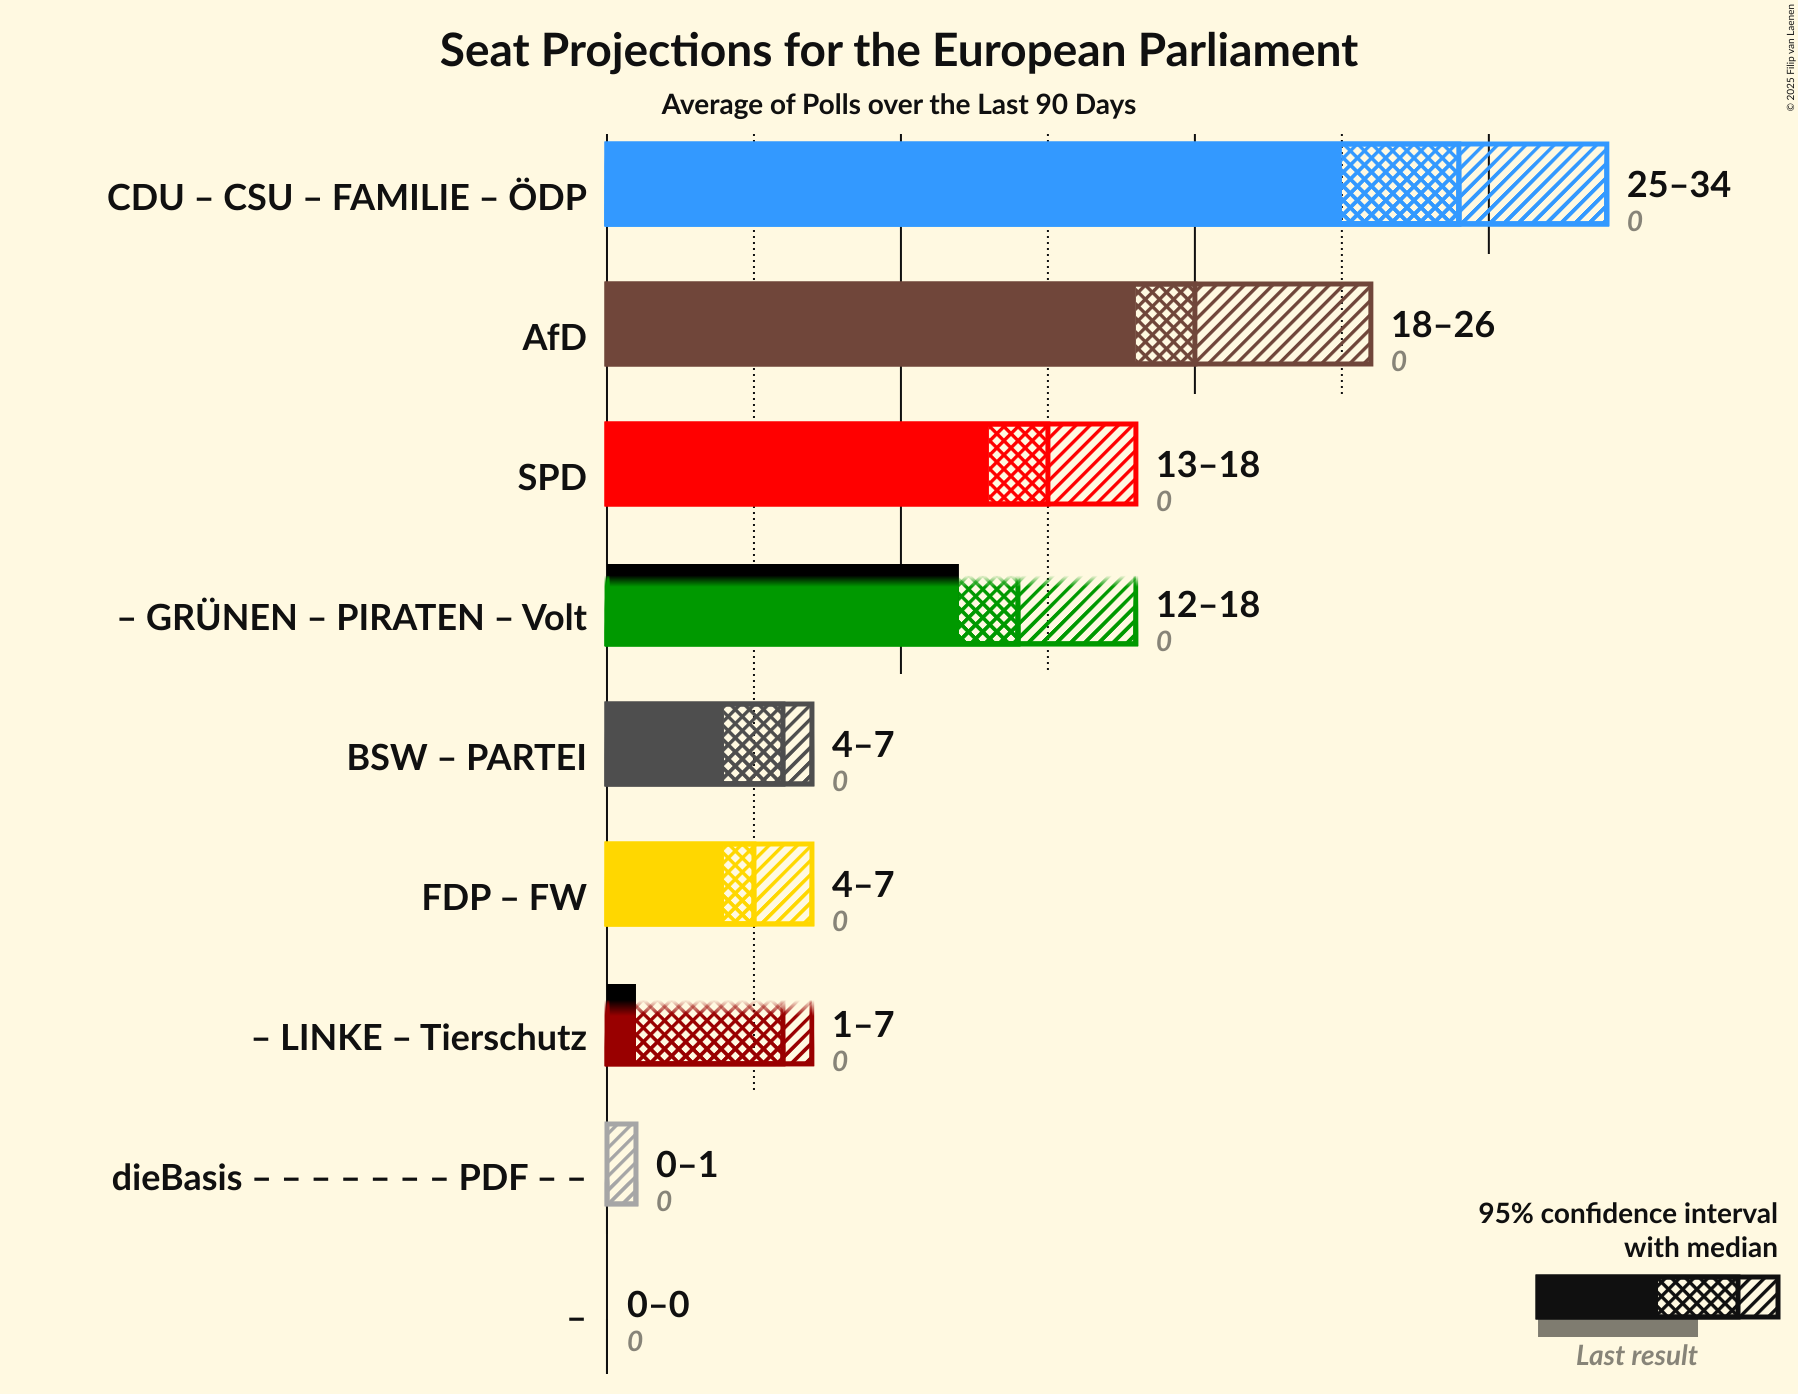 Seat Projections for the European Parliament
Average of Polls over the Last 90 Days
© 2025 Filip van Laenen
CDU – CSU – FAMILIE – ÖDP
25–34
0
AfD
18–26
0
SPD
13–18
0
– GRÜNEN – PIRATEN – Volt
12–18
0
BSW – PARTEI
4–7
0
FDP – FW
4–7
0
– LINKE – Tierschutz
1–7
0
dieBasis – – – – – – – PDF – –
0–1
0
–
0–0
0
95% confidence interval
with median
Last result